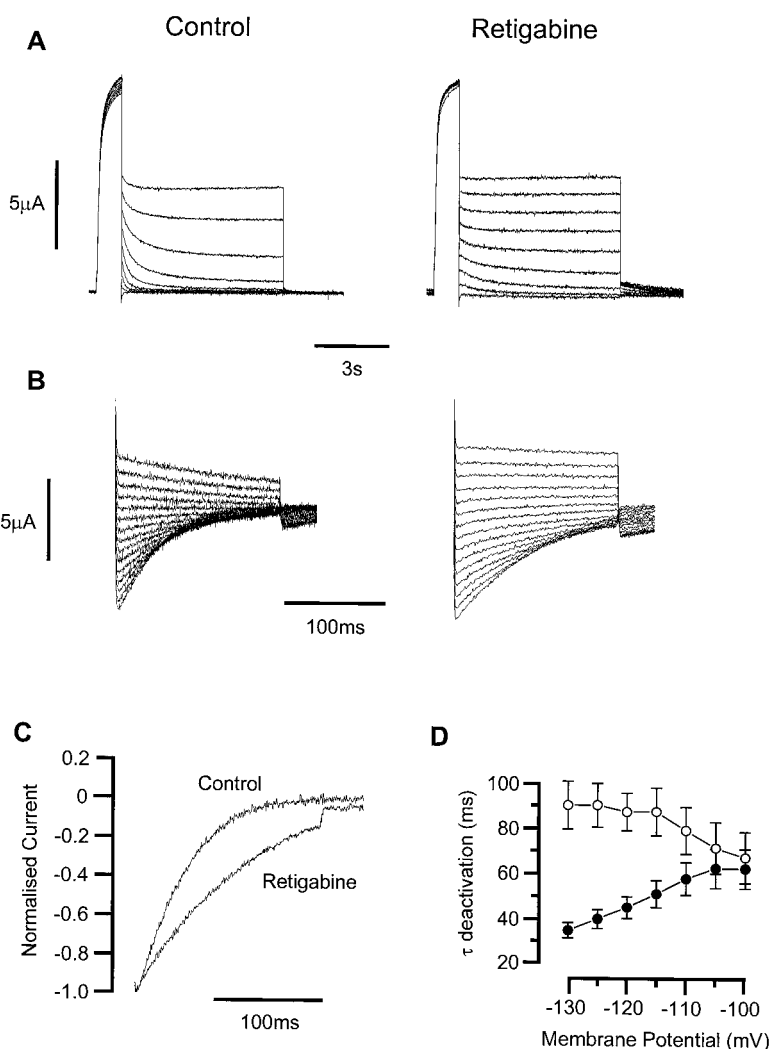 A
Control
Retigabine
5μA
3s
B
5μA
100ms
C
0.2
0
-0.2
-0.4
-0.6
-0.8
-1.0
Normalised Current
Control
Retigabine
100ms
D
100
80
60
40
20
τ deactivation (ms)
-130
-120
-110
-100
Membrane Potential (mV)